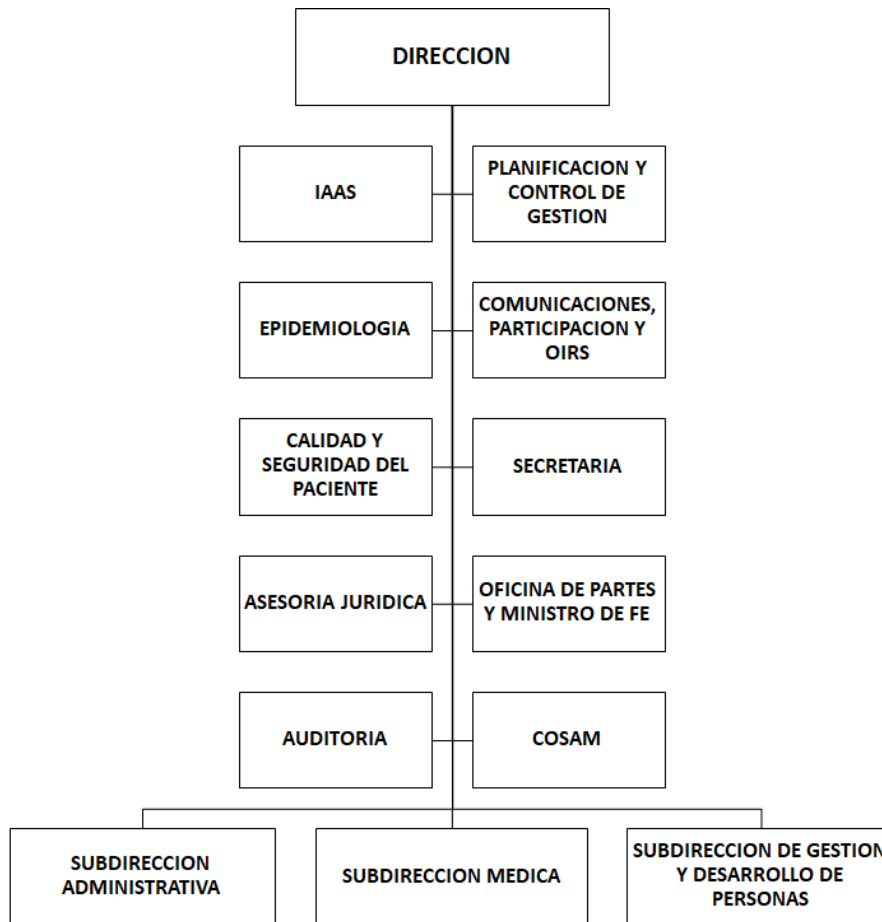 DIRECCION
IAAS
PLANIFICACION Y
CONTROL DE
GESTION
EPIDEMIOLOGIA
COMUNICACIONES,
PARTICIPACION Y
OIRS
CALIDAD Y
SEGURIDAD DEL
PACIENTE
SECRETARIA
ASESORIA JURIDICA
OFICINA DE PARTES
Y MINISTRO DE FE
AUDITORIA
COSAM
SUBDIRECCION
ADMINISTRATIVA
SUBDIRECCION MEDICA
SUBDIRECCION DE GESTION
Y DESARROLLO DE
PERSONAS